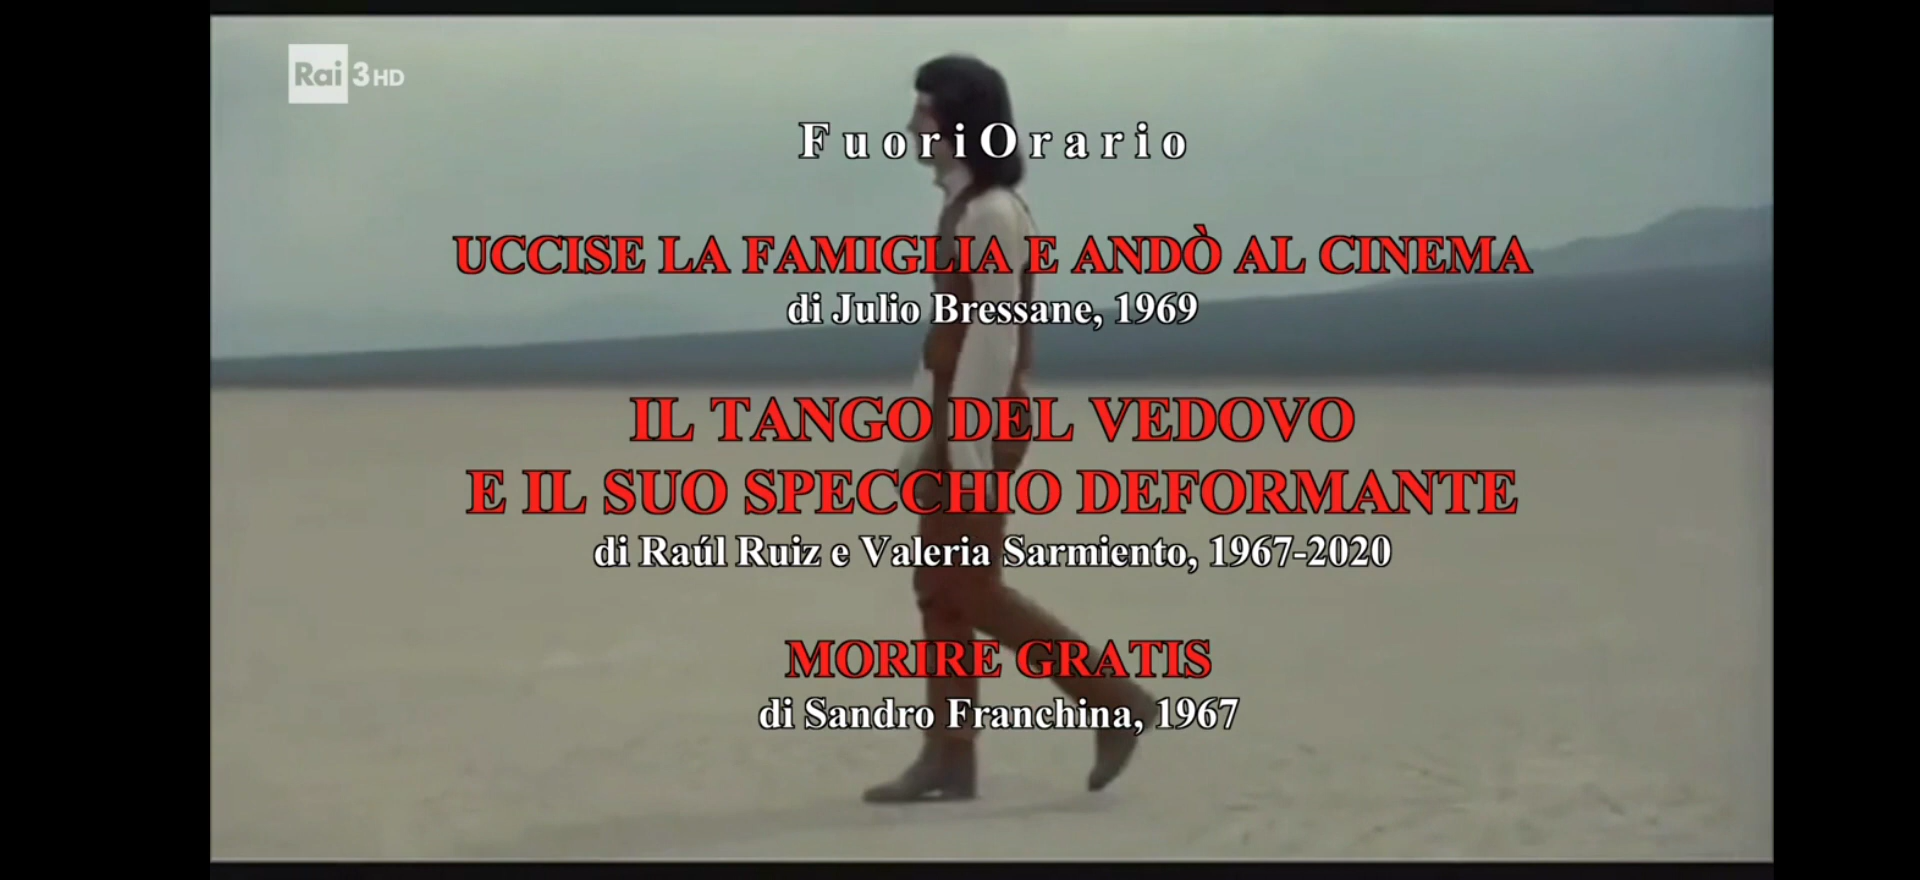 Rai 3HD
FuoriOrario
UCCISE LA FAMIGLIA E ANDÒ AL CINEMA
di Julio Bressane, 1969
IL TANGO DEL VEDOVO
E IL SUO SPECCHIO DEFORMANTE
di Raúl Ruiz e Valeria Sarmiento, 1967-2020
MORIRE GRATIS
di Sandro Franchina, 1967